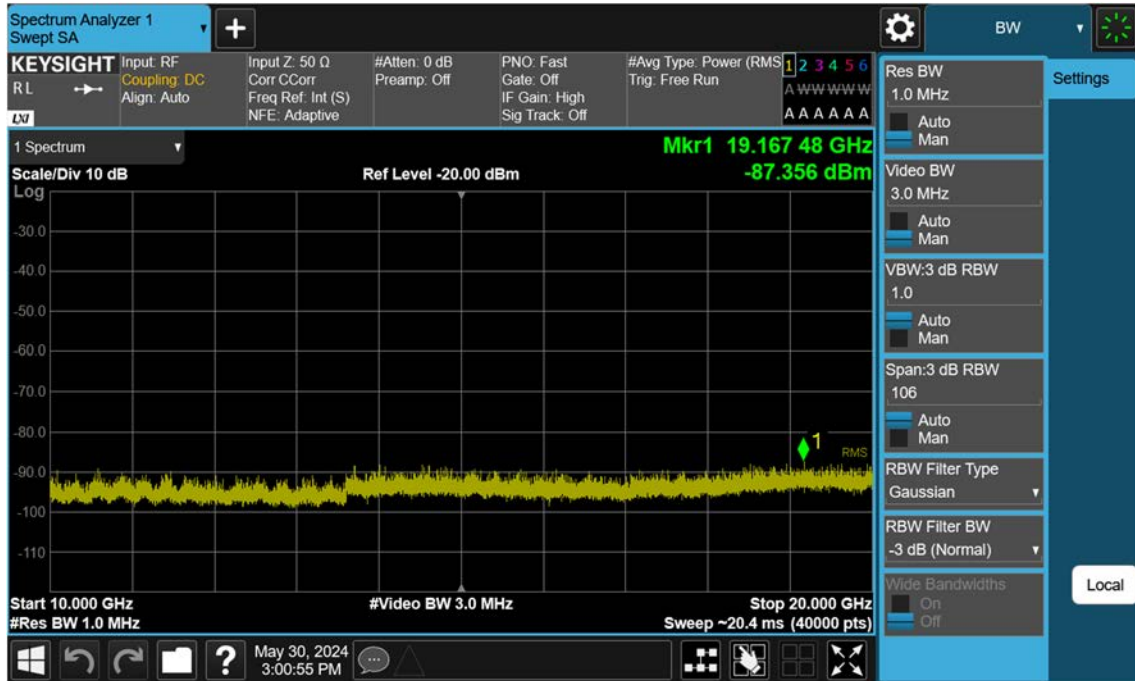 Spectrum Analyzer 1
Swept SA
BW
KEYSIGHT
R L
LXI
Input: RF
Coupling: DC
Align: Auto
Input Z: 50 Ω
Corr CCorr
Freq Ref: Int (S)
NFE: Adaptive
#Atten: 0 dB
Preamp: Off
PNO: Fast
Gate: Off
IF Gain: High
Sig Track: Off
#Avg Type: Power (RMS
Trig: Free Run
1 2 3 4 5 6
A W W W W W
A A A A A A
1 Spectrum
Mkr1 19.167 48 GHz
-87.356 dBm
Scale/Div 10 dB
Ref Level -20.00 dBm
Log
-30.0
-40.0
-50.0
-60.0
-70.0
-80.0
-90.0
-100
-110
1
RMS
Start 10.000 GHz
#Video BW 3.0 MHz
Stop 20.000 GHz
#Res BW 1.0 MHz
Sweep ~20.4 ms (40000 pts)
Res BW
1.0 MHz
Auto
Man
Video BW
3.0 MHz
Auto
Man
VBW:3 dB RBW
1.0
Auto
Man
Span:3 dB RBW
106
Auto
Man
RBW Filter Type
Gaussian
RBW Filter BW
-3 dB (Normal)
Wide Bandwidths
On
Off
Settings
Local
?
May 30, 2024
3:00:55 PM